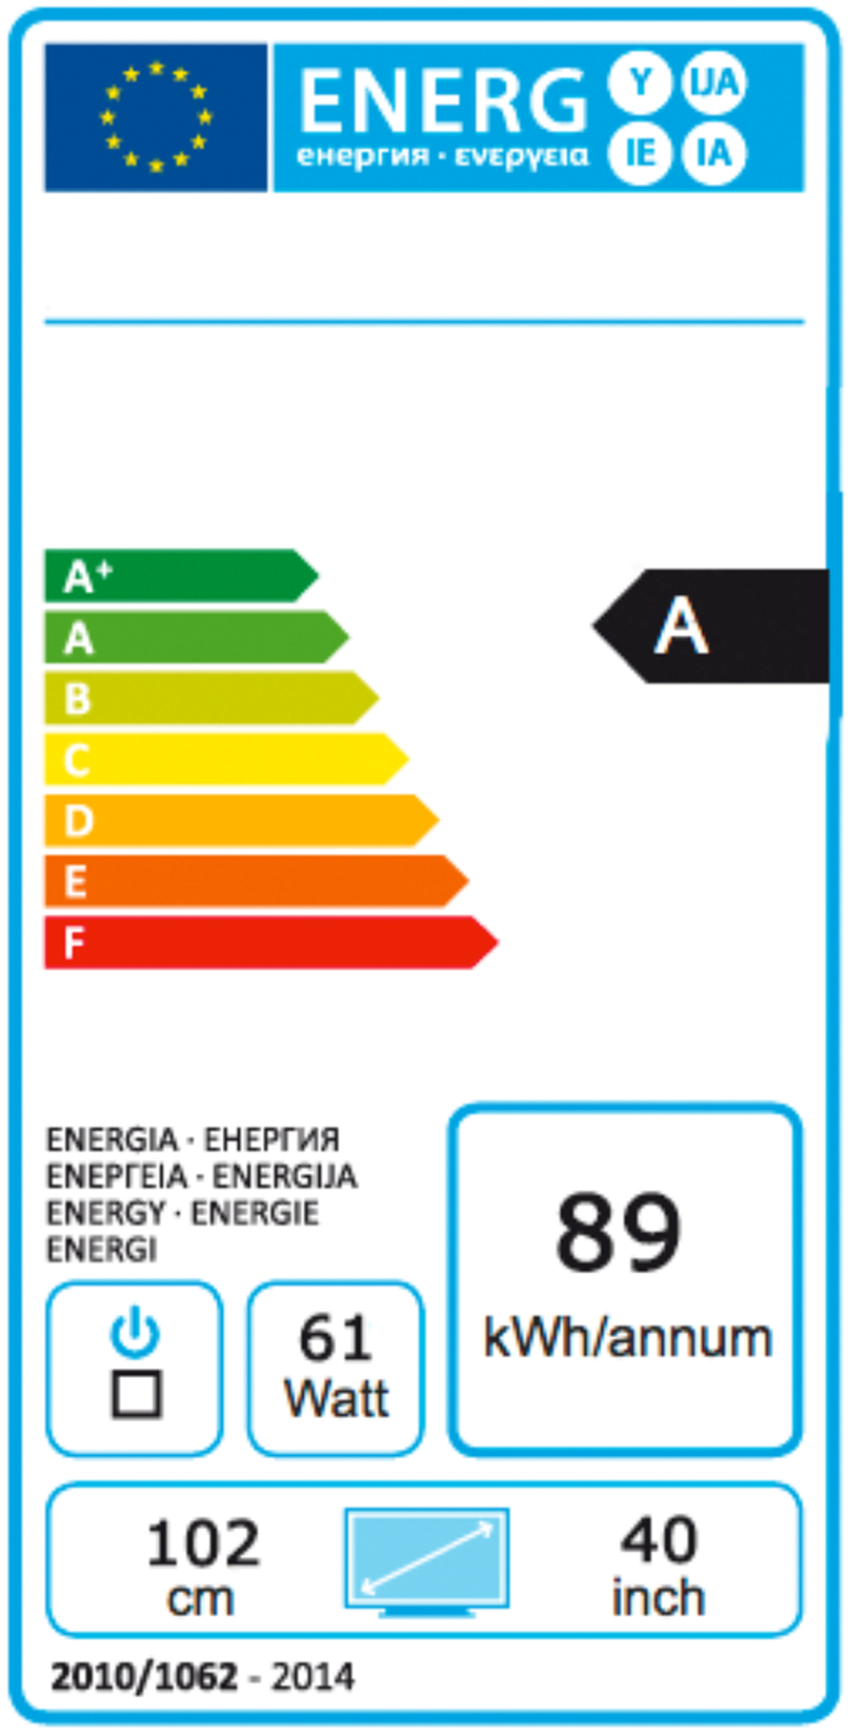 ENERG Y IJA
енергия · ενεργεια IE IA
A+
A
A
B
C
D
E
F
ENERGIA · ЕНЕРГИЯ
ΕΝΕΡΓΕΙΑ · ENERGIJA
ENERGY · ENERGIE
ENERGI
89
kWh/annum
61
Watt
102
cm
40
inch
2010/1062 - 2014